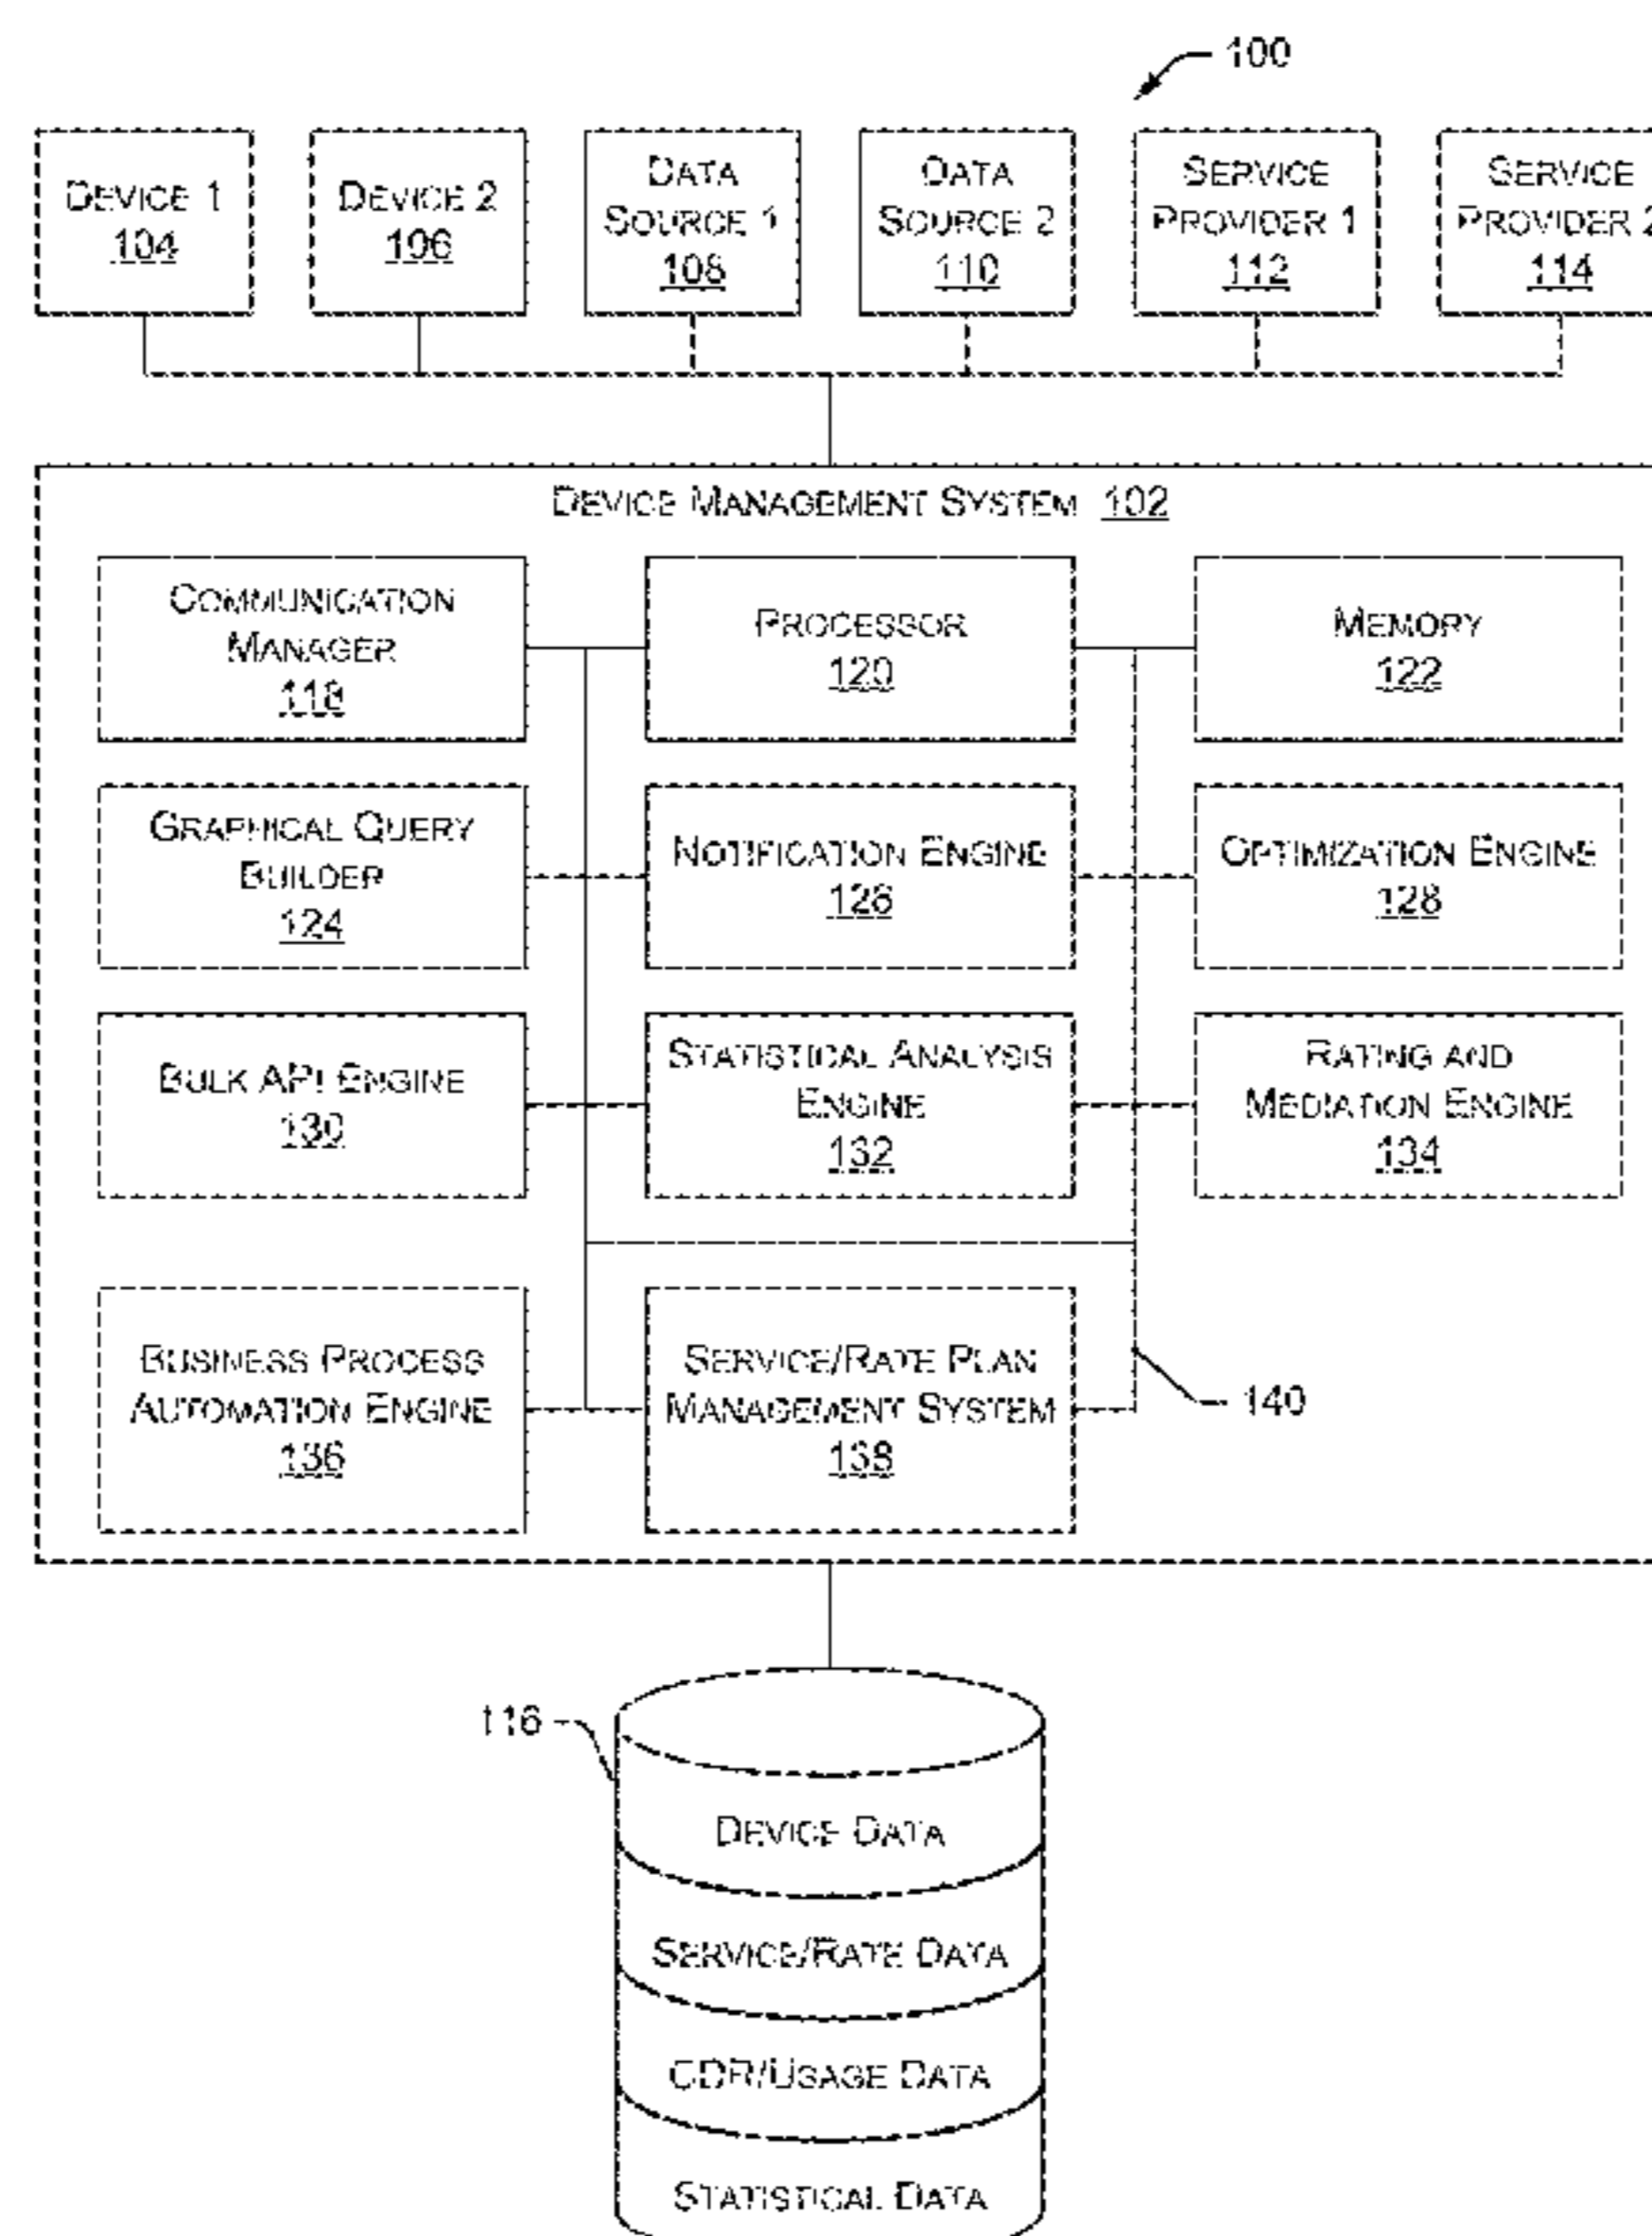 100
DEVICE 1
104
DEVICE 2
106
DATA
SOURCE 1
108
DATA
SOURCE 2
110
SERVICE
PROVIDER 1
112
SERVICE
PROVIDER 2
114
DEVICE MANAGEMENT SYSTEM 102
COMMUNICATION
MANAGER
118
PROCESSOR
120
MEMORY
122
GRAPHICAL QUERY
BUILDER
124
NOTIFICATION ENGINE
126
OPTIMIZATION ENGINE
128
BULK API ENGINE
130
STATISTICAL ANALYSIS
ENGINE
132
RATING AND
MEDIATION ENGINE
134
BUSINESS PROCESS
AUTOMATION ENGINE
136
SERVICE/RATE PLAN
MANAGEMENT SYSTEM
138
140
116
DEVICE DATA
SERVICE/RATE DATA
CDR/USAGE DATA
STATISTICAL DATA